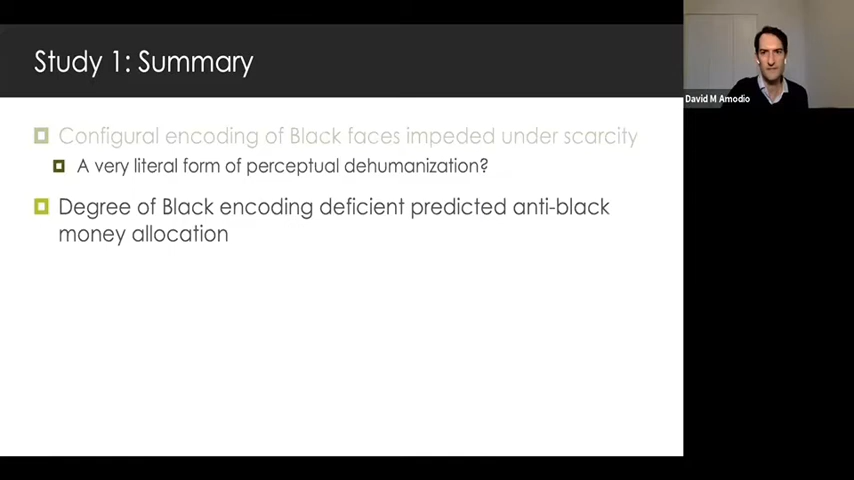 Study 1: Summary
David M Amodio
Configural encoding of Black faces impeded under scarcity
A very literal form of perceptual dehumanization?
Degree of Black encoding deficient predicted anti-black
money allocation